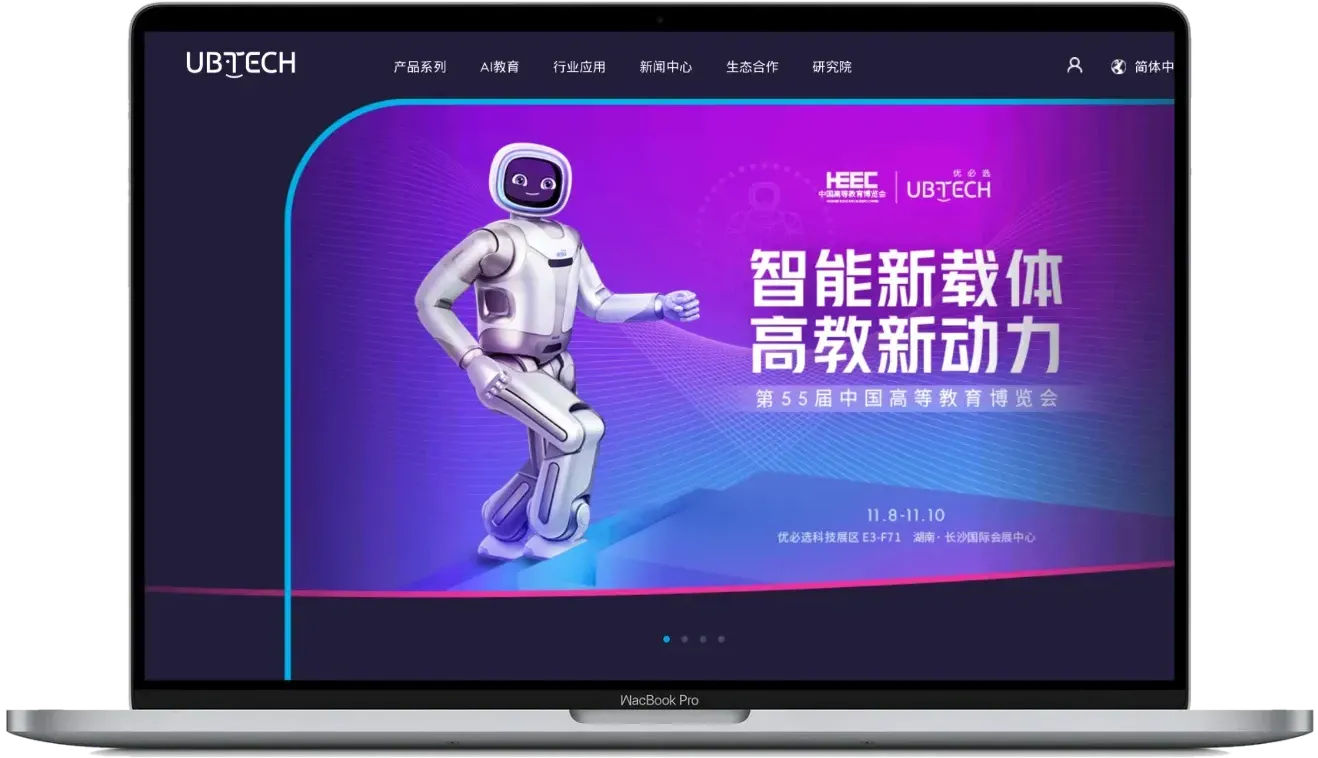 UBTECH
产品系列 AI教育 行业应用 新闻中心 生态合作 研究院 简体中
HEEC
中国高等教育博览会
优必选
UBTECH
智能新载体
高教新动力
第55届中国高等教育博览会
11.8-11.10
优必选科技展区 E3-F71 湖南·长沙国际会展中心
MacBook Pro